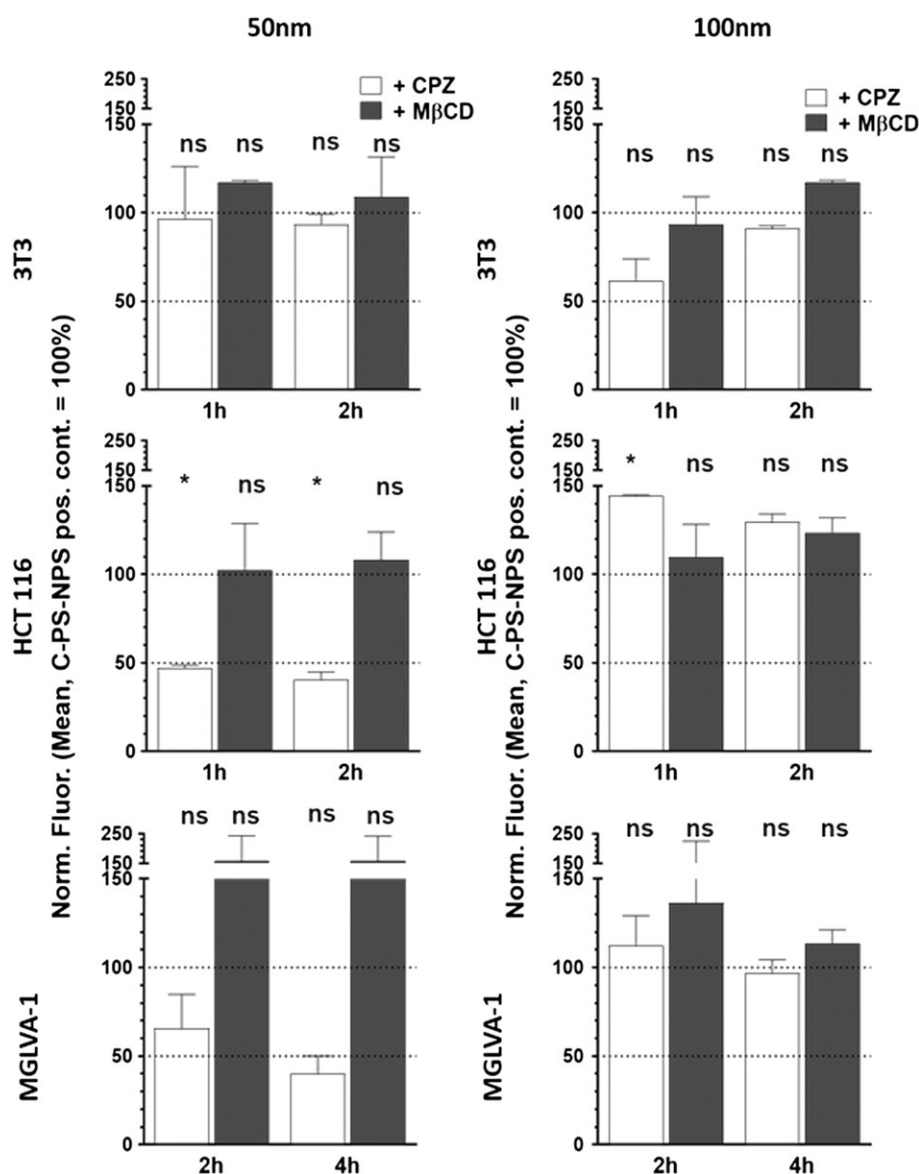 50nm
100nm
Norm. Fluor. (Mean, C-PS-NPS pos. cont. = 100%)
3T3
250
150
150
100
50
0
+ CPZ
+ MβCD
ns ns ns ns
1h 2h
3T3
250
150
150
100
50
0
+ CPZ
+ MβCD
ns ns ns ns
1h 2h
HCT 116
250
150
150
100
50
0
* ns * ns
1h 2h
Norm. Fluor. (Mean, C-PS-NPS pos. cont. = 100%)
HCT 116
250
150
150
100
50
0
* ns ns ns
1h 2h
MGLVA-1
250
150
150
100
50
0
ns ns ns ns
2h 4h
MGLVA-1
250
150
150
100
50
0
ns ns ns ns
2h 4h